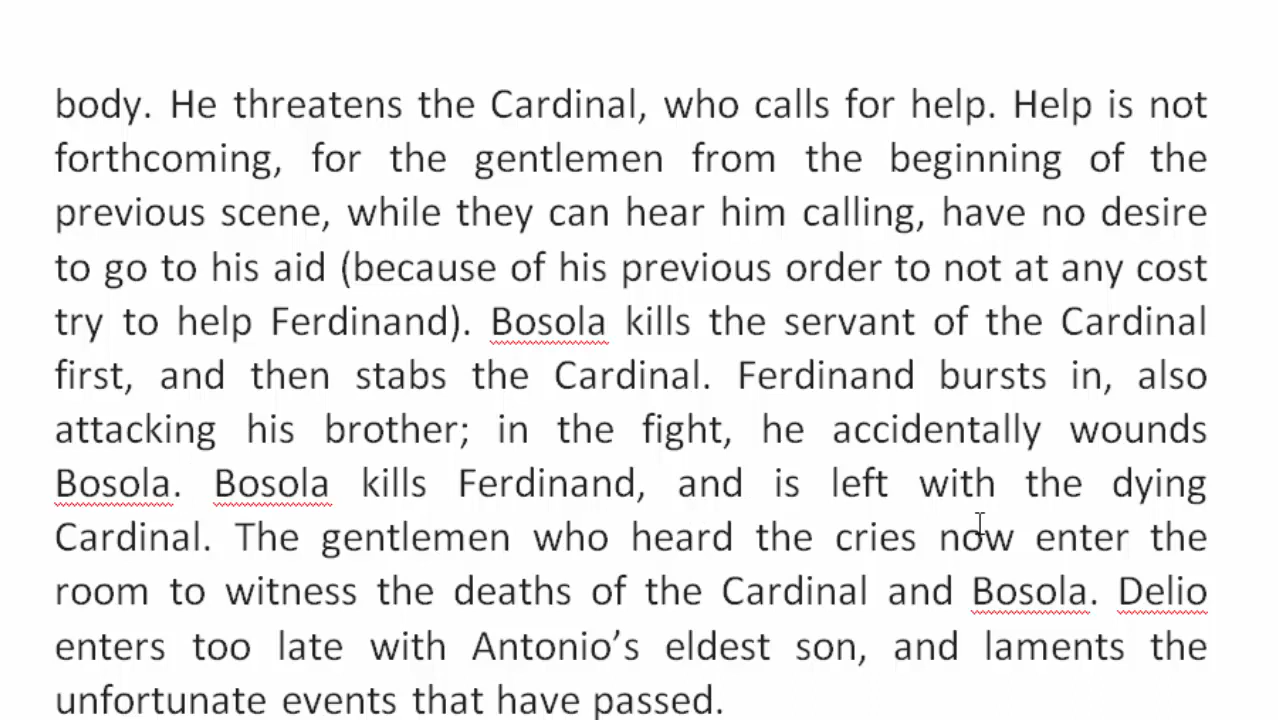 body. He threatens the Cardinal, who calls for help. Help is not
forthcoming, for the gentlemen from the beginning of the
previous scene, while they can hear him calling, have no desire
to go to his aid (because of his previous order to not at any cost
try to help Ferdinand). Bosola kills the servant of the Cardinal
first, and then stabs the Cardinal. Ferdinand bursts in, also
attacking his brother; in the fight, he accidentally wounds
Bosola. Bosola kills Ferdinand, and is left with the dying
Cardinal. The gentlemen who heard the cries now enter the
room to witness the deaths of the Cardinal and Bosola. Delio
enters too late with Antonio’s eldest son, and laments the
unfortunate events that have passed.